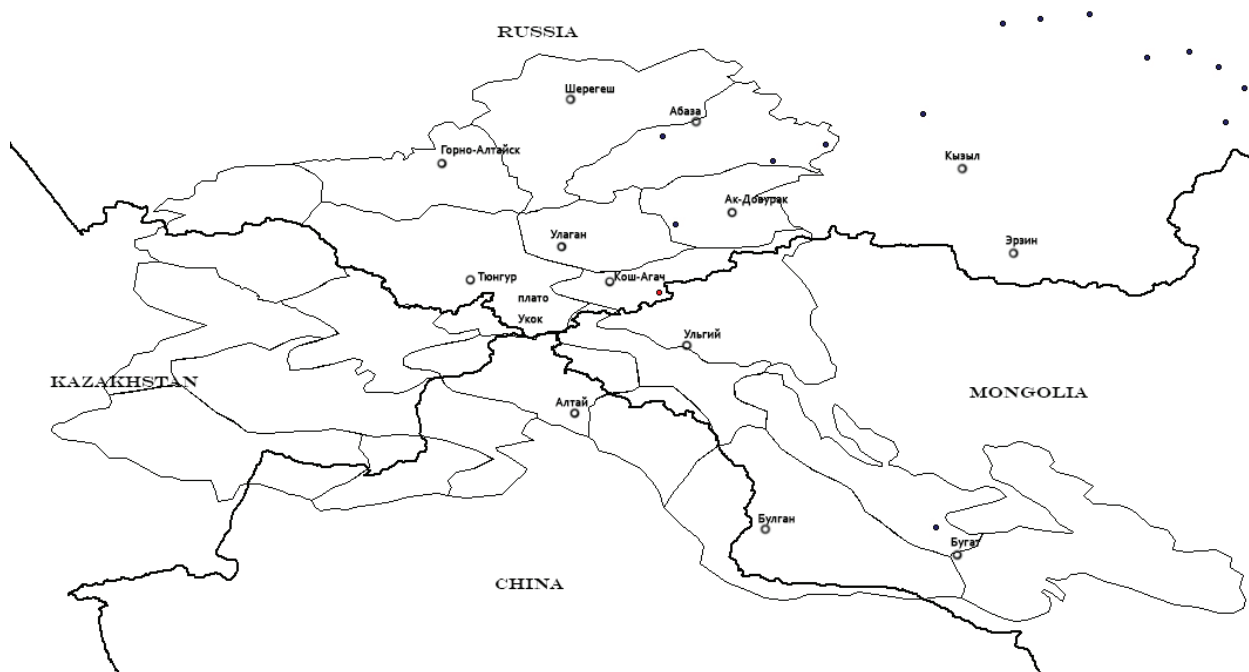 RUSSIA
Шерегеш
Абаза
Горно-Алтайск
Кызыл
Ак-Довурак
Улаган
Эрзин
Тюнгур
Кош-Агач
плато
Укок
Ульгий
KAZAKHSTAN
MONGOLIA
Алтай
Булган
Бугат
CHINA